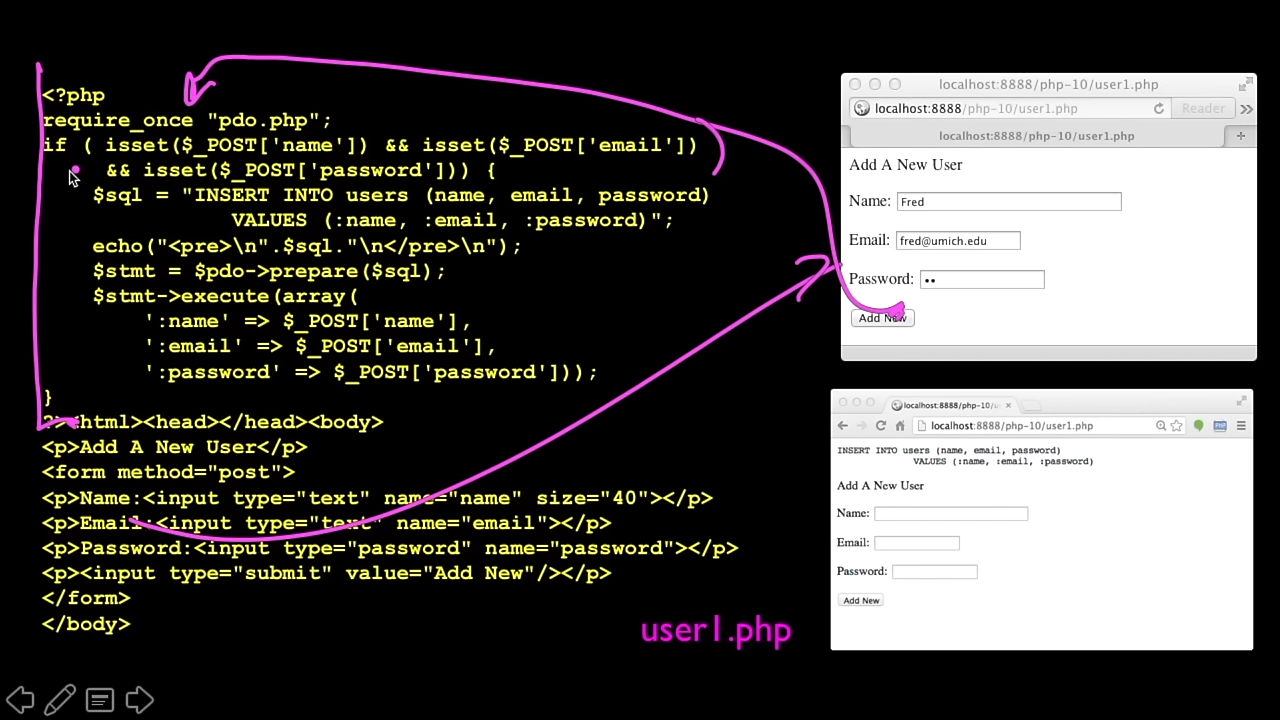 <?php
require_once "pdo.php";
if ( isset($_POST['name']) && isset($_POST['email'])
     && isset($_POST['password'])) {
    $sql = "INSERT INTO users (name, email, password)
               VALUES (:name, :email, :password)";
    echo("<pre>\n".$sql."\n</pre>\n");
    $stmt = $pdo->prepare($sql);
    $stmt->execute(array(
        ':name' => $_POST['name'],
        ':email' => $_POST['email'],
        ':password' => $_POST['password']));
}
?><html><head></head><body>
<p>Add A New User</p>
<form method="post">
<p>Name:<input type="text" name="name" size="40"></p>
<p>Email:<input type="text" name="email"></p>
<p>Password:<input type="password" name="password"></p>
<p><input type="submit" value="Add New"/></p>
</form>
</body>
user1.php
localhost:8888/php-10/user1.php
localhost:8888/php-10/user1.php
Reader
localhost:8888/php-10/user1.php
Add A New User
Name: Fred
Email: fred@umich.edu
Password: ••
Add New
localhost:8888/php-10/u
localhost:8888/php-10/user1.php
INSERT INTO users (name, email, password)
            VALUES (:name, :email, :password)
Add A New User
Name:
Email:
Password:
Add New